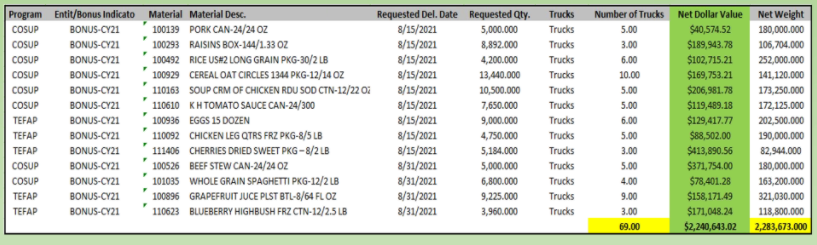 Program Entit/Bonus Indicato Material Material Desc. Requested Del. Date Requested Qty. Trucks Number of Trucks Net Dollar Value Net Weight
COSUP BONUS-CY21 100139 PORK CAN-24/24 OZ 8/15/2021 5,000.000 Trucks 5.00 $40,574.52 180,000.000
COSUP BONUS-CY21 100293 RAISINS BOX-144/1.33 OZ 8/15/2021 8,892.000 Trucks 3.00 $189,943.78 106,704.000
COSUP BONUS-CY21 100492 RICE US#2 LONG GRAIN PKG-30/2 LB 8/15/2021 4,200.000 Trucks 6.00 $102,715.21 252,000.000
COSUP BONUS-CY21 100929 CEREAL OAT CIRCLES 1344 PKG-12/14 OZ 8/15/2021 13,440.000 Trucks 10.00 $169,753.21 141,120.000
COSUP BONUS-CY21 110163 SOUP CRM OF CHICKEN RDU SOD CTN-12/22 OZ 8/15/2021 10,500.000 Trucks 5.00 $206,981.78 173,250.000
COSUP BONUS-CY21 110610 K H TOMATO SAUCE CAN-24/300 8/15/2021 7,650.000 Trucks 5.00 $119,489.18 172,125.000
TEFAP BONUS-CY21 100936 EGGS 15 DOZEN 8/15/2021 9,000.000 Trucks 6.00 $129,417.77 202,500.000
TEFAP BONUS-CY21 110092 CHICKEN LEG QTRS FRZ PKG-8/5 LB 8/15/2021 4,750.000 Trucks 5.00 $88,502.00 190,000.000
TEFAP BONUS-CY21 111406 CHERRIES DRIED SWEET PKG – 8/2 LB 8/15/2021 5,184.000 Trucks 3.00 $413,890.56 82,944.000
COSUP BONUS-CY21 100526 BEEF STEW CAN-24/24 OZ 8/31/2021 5,000.000 Trucks 5.00 $371,754.00 180,000.000
COSUP BONUS-CY21 101035 WHOLE GRAIN SPAGHETTI PKG-12/2 LB 8/31/2021 6,800.000 Trucks 4.00 $78,401.28 163,200.000
TEFAP BONUS-CY21 100896 GRAPEFRUIT JUCE PLST BTL-8/64 FL OZ 8/31/2021 9,225.000 Trucks 9.00 $158,171.49 321,030.000
TEFAP BONUS-CY21 110623 BLUEBERRY HIGHBUSH FRZ CTN-12/2.5 LB 8/31/2021 3,960.000 Trucks 3.00 $171,048.24 118,800.000
69.00 $2,240,643.02 2,283,673.000